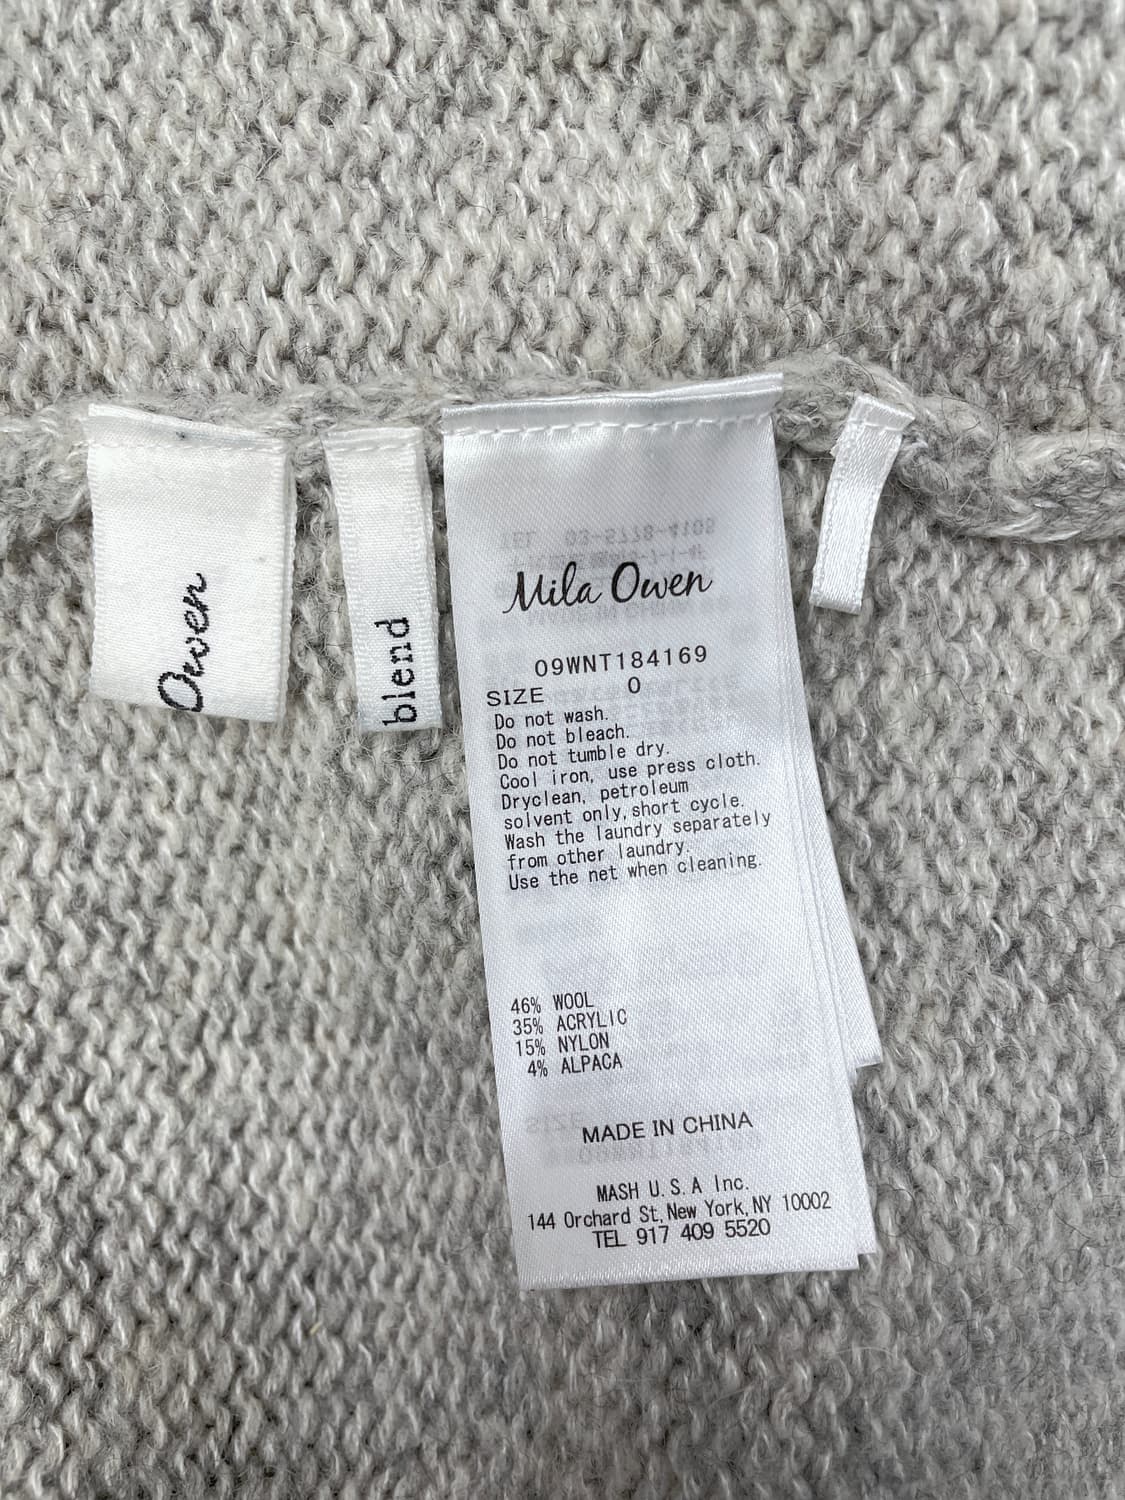 Owen
blend
Mila Owen
09WNT184169
SIZE 0
Do not wash.
Do not bleach.
Do not tumble dry.
Cool iron, use press cloth.
Dryclean, petroleum
solvent only, short cycle.
Wash the laundry separately
from other laundry.
Use the net when cleaning.
46% WOOL
35% ACRYLIC
15% NYLON
4% ALPACA
MADE IN CHINA
MASH U.S.A Inc.
144 Orchard St, New York, NY 10002
TEL 917 409 5520